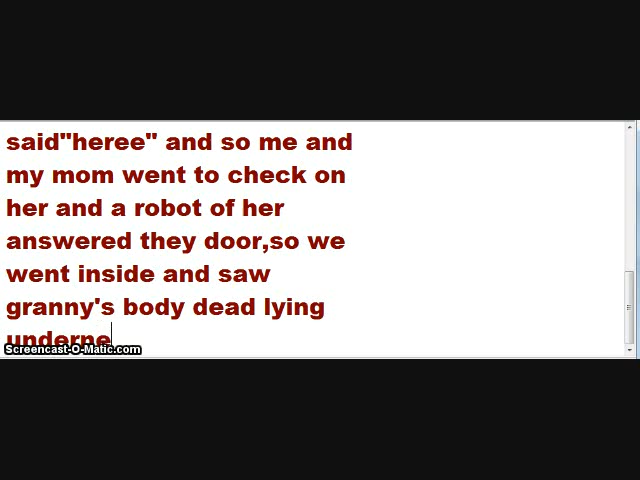 said"heree" and so me and
my mom went to check on
her and a robot of her
answered they door,so we
went inside and saw
granny's body dead lying
underne
Screencast-O-Matic.com